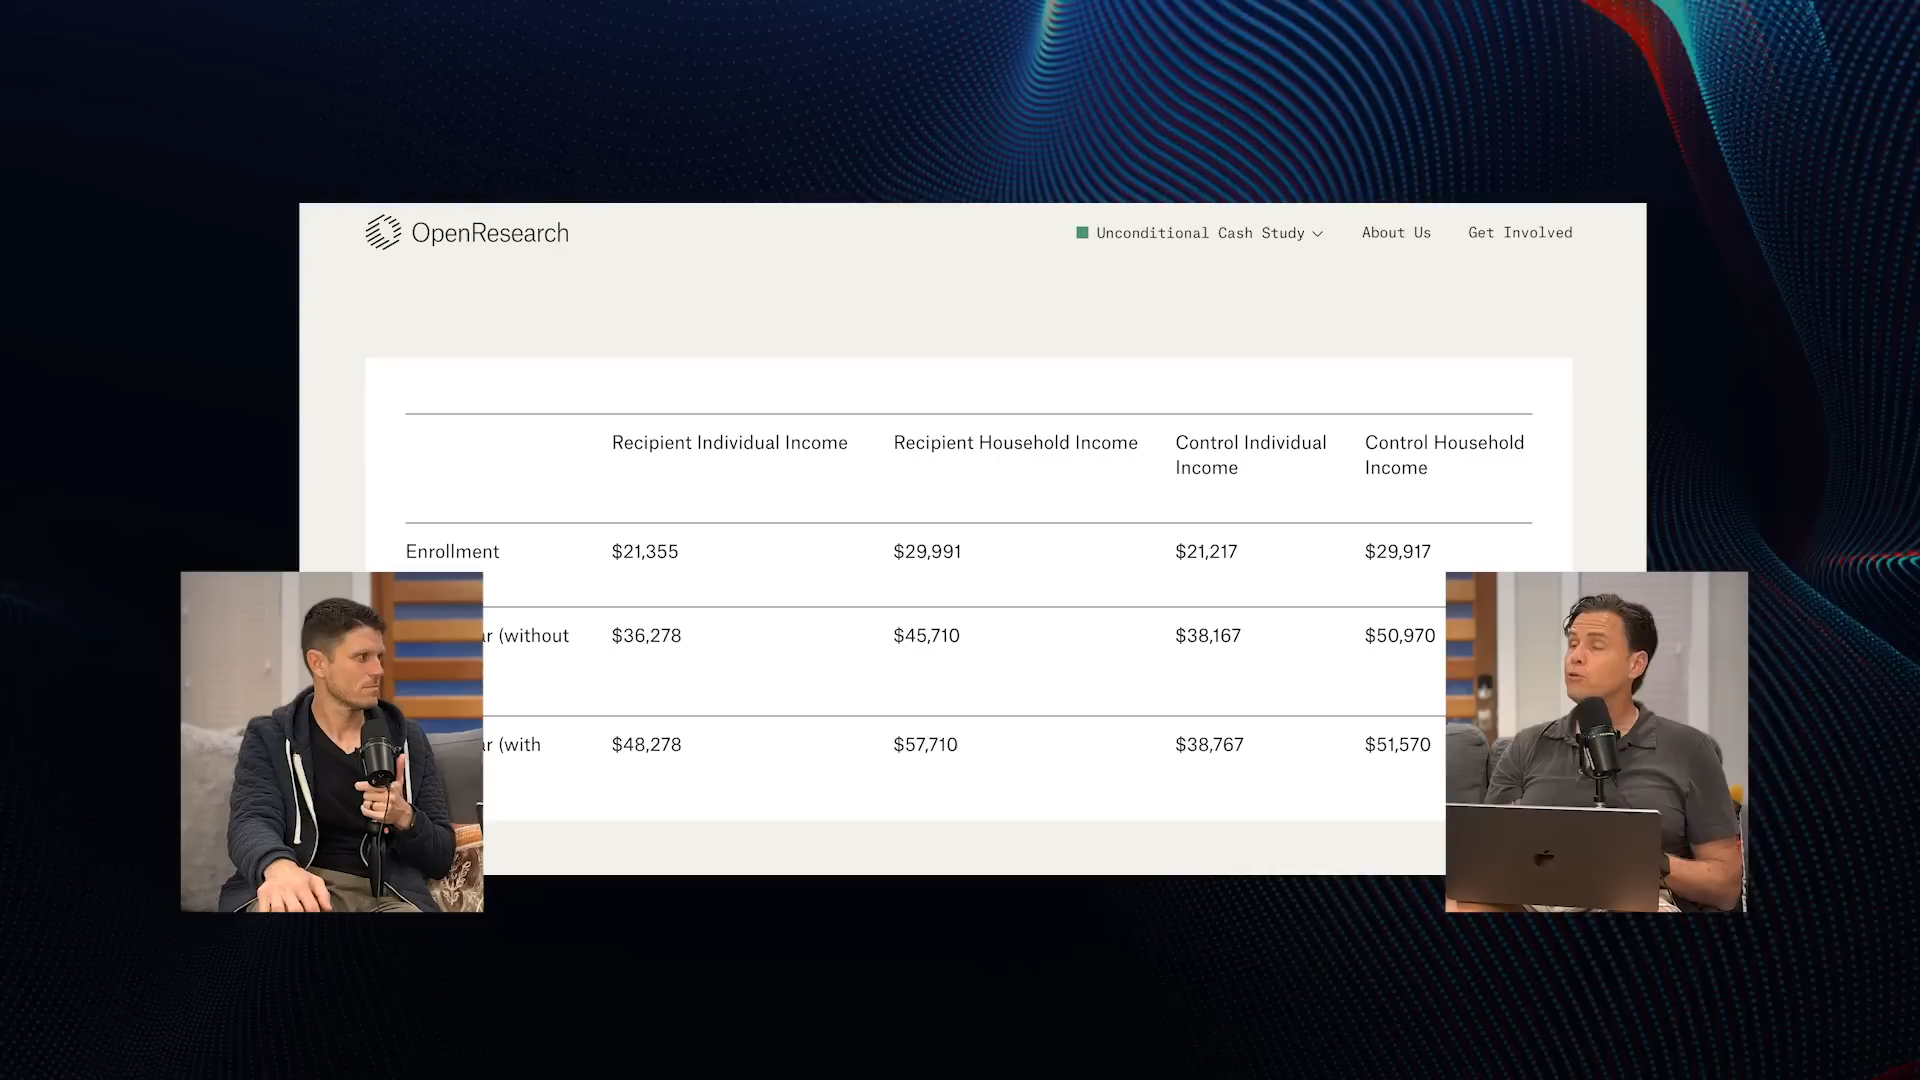 OpenResearch
Unconditional Cash Study
About Us
Get Involved
Recipient Individual Income
Recipient Household Income
Control Individual
Income
Control Household
Income
Enrollment
$21,355
$29,991
$21,217
$29,917
(without
$36,278
$45,710
$38,167
$50,970
(with
$48,278
$57,710
$38,767
$51,570